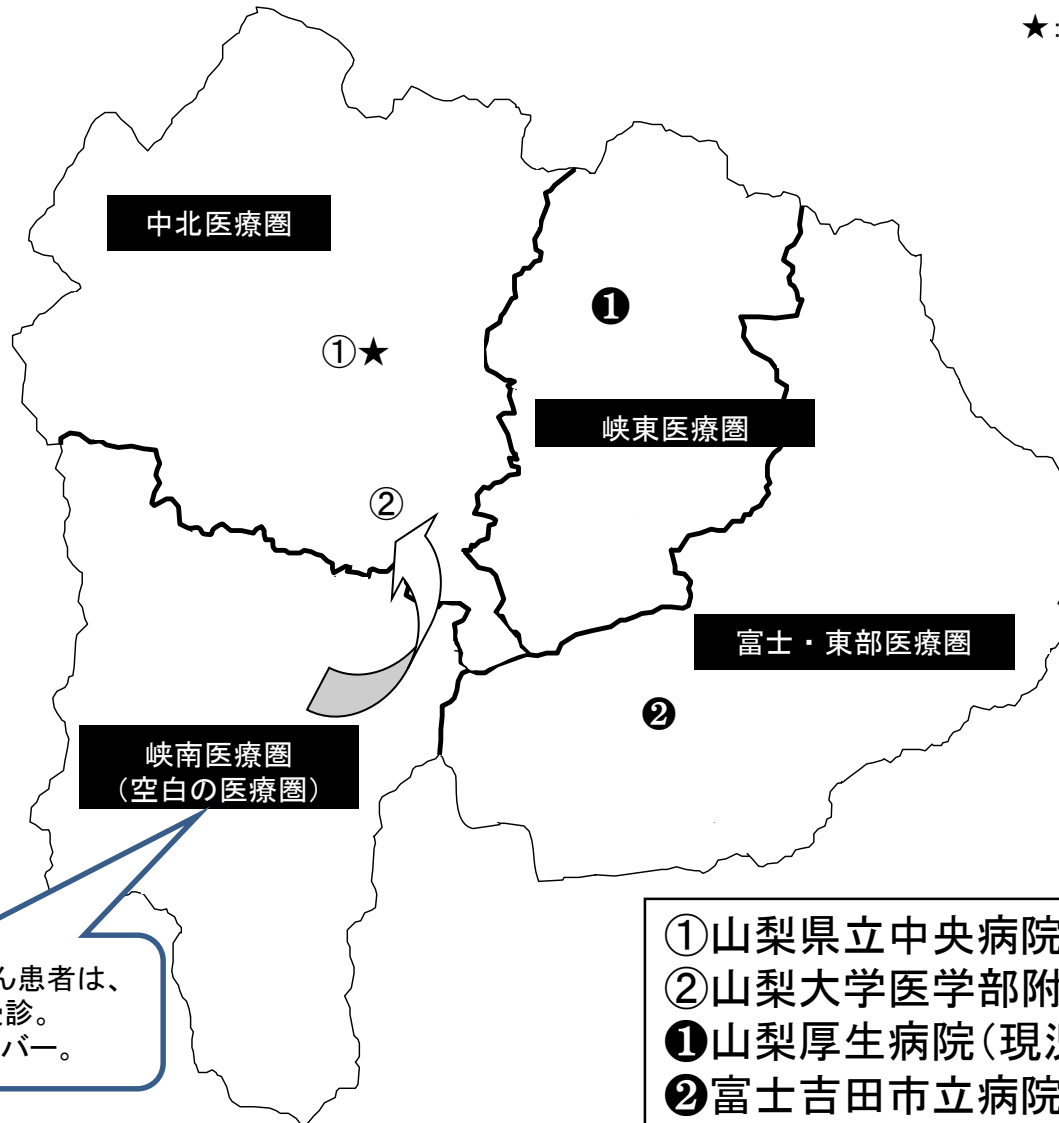 ★:
中北医療圏
❶
①★
峡東医療圏
②
富士・東部医療圏
❷
峡南医療圏
(空白の医療圏)
ん患者は、
診。
バー。
①山梨県立中央病院
②山梨大学医学部附
❶山梨厚生病院(現
❷富士吉田市立病院